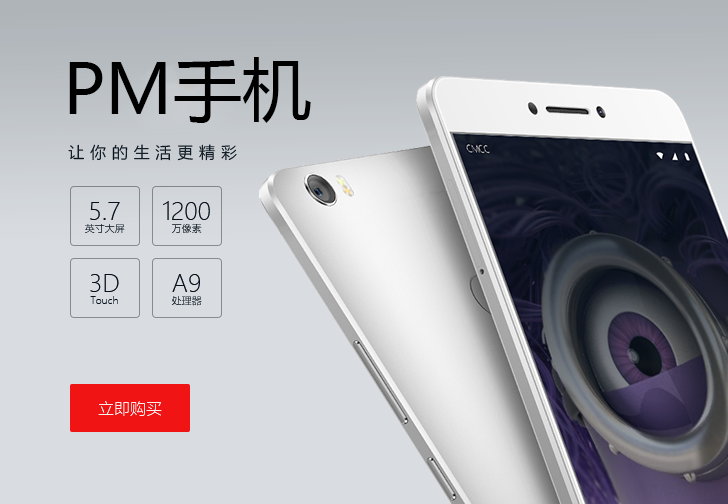 PM手机
让你的生活更精彩
5.7
英寸大屏
1200
万像素
3D
Touch
A9
处理器
立即购买
CMCC